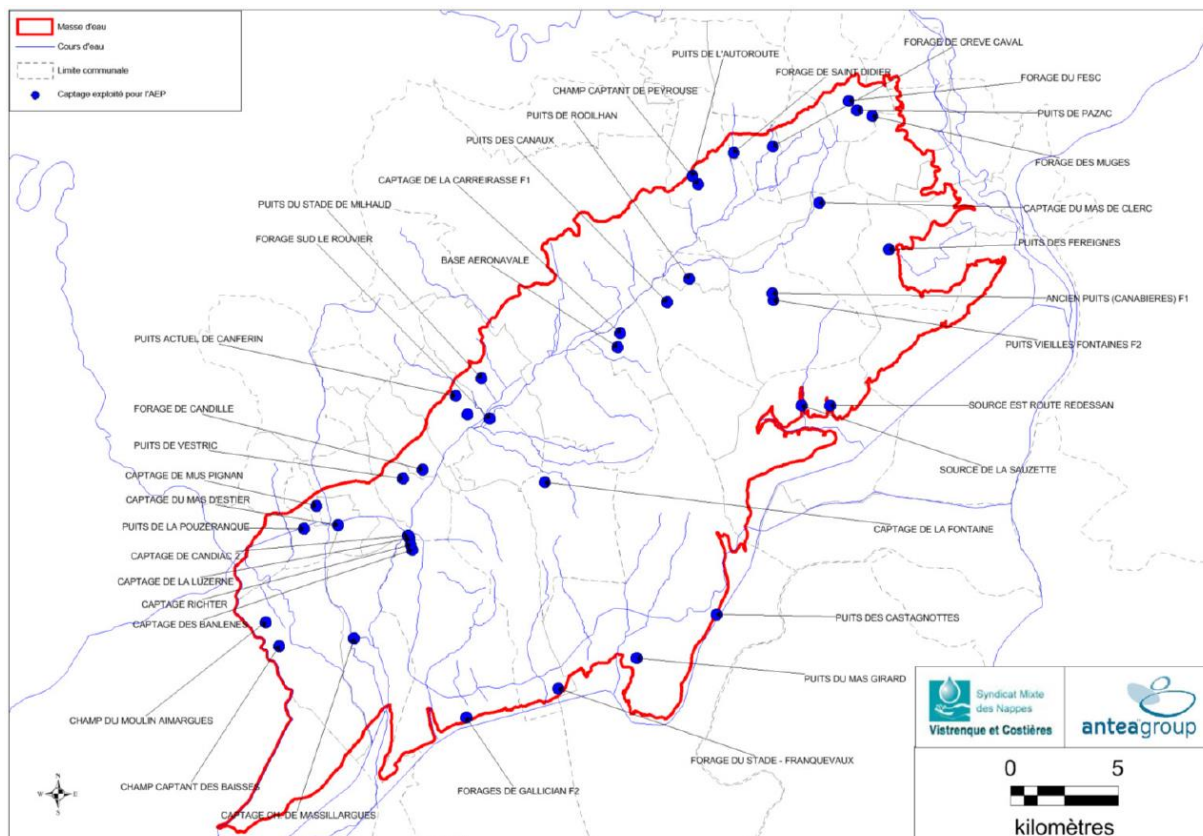 Masse d'eau
Cours d'eau
Limite communale
Captage exploité pour l'AEP
FORAGE DE CREVE CAVAL
PUITS DE L'AUTOROUTE
FORAGE DE SAINT DIDIER
FORAGE DU FESC
CHAMP CAPTANT DE PEYROUSE
PUITS DE PAZAC
PUITS DE RODILHAN
PUITS DES CANAUX
FORAGE DES MUGES
CAPTAGE DE LA CARREIRASSE F1
PUITS DU STADE DE MILHAUD
CAPTAGE DU MAS DE CLERC
FORAGE SUD LE ROUVIER
PUITS DES FEREIGNES
BASE AERONAVALE
ANCIEN PUITS (CANABIERES) F1
PUITS ACTUEL DE CANFERIN
PUITS VIEILLES FONTAINES F2
FORAGE DE CANDILLE
SOURCE EST ROUTE REDESSAN
PUITS DE VESTRIC
SOURCE DE LA SAUZETTE
CAPTAGE DE MUS PIGNAN
CAPTAGE DU MAS D'ESTIER
PUITS DE LA POUZERANQUE
CAPTAGE DE LA FONTAINE
CAPTAGE DE CANDIAC 2
CAPTAGE DE LA LUZERNE
CAPTAGE RICHTER
CAPTAGE DES BANLENES
PUITS DES CASTAGNOTTES
PUITS DU MAS GIRARD
CHAMP DU MOULIN AIMARGUES
FORAGE DU STADE - FRANQUEVAUX
CHAMP CAPTANT DES BAISSES
FORAGES DE GALLICIAN F2
CAPTAGE CH. DE MASSILLARGUES
Syndicat Mixte
des Nappes
Vistrenque et Costières
anteagroup
0 5
kilomètres
N
W E
S